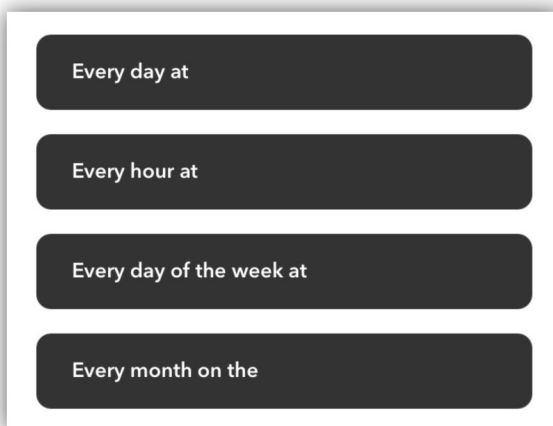 Every day at
Every hour at
Every day of the week at
Every month on the